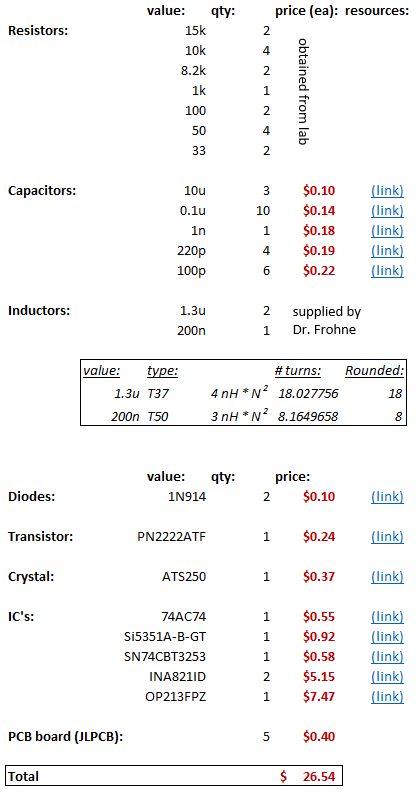 value: qty: price (ea): resources:
Resistors: 15k 2
10k 4
8.2k 2
1k 1
100 2
50 4
33 2
obtained from lab
Capacitors: 10u 3 $0.10 (link)
0.1u 10 $0.14 (link)
1n 1 $0.18 (link)
220p 4 $0.19 (link)
100p 6 $0.22 (link)
Inductors: 1.3u 2 supplied by
200n 1 Dr. Frohne
value: type: # turns: Rounded:
1.3u T37 4 nH * N² 18.027756 18
200n T50 3 nH * N² 8.1649658 8
value: qty: price:
Diodes: 1N914 2 $0.10 (link)
Transistor: PN2222ATF 1 $0.24 (link)
Crystal: ATS250 1 $0.37 (link)
IC's: 74AC74 1 $0.55 (link)
Si5351A-B-GT 1 $0.92 (link)
SN74CBT3253 1 $0.58 (link)
INA821ID 2 $5.15 (link)
OP213FPZ 1 $7.47 (link)
PCB board (JLPCB): 5 $0.40
Total $ 26.54